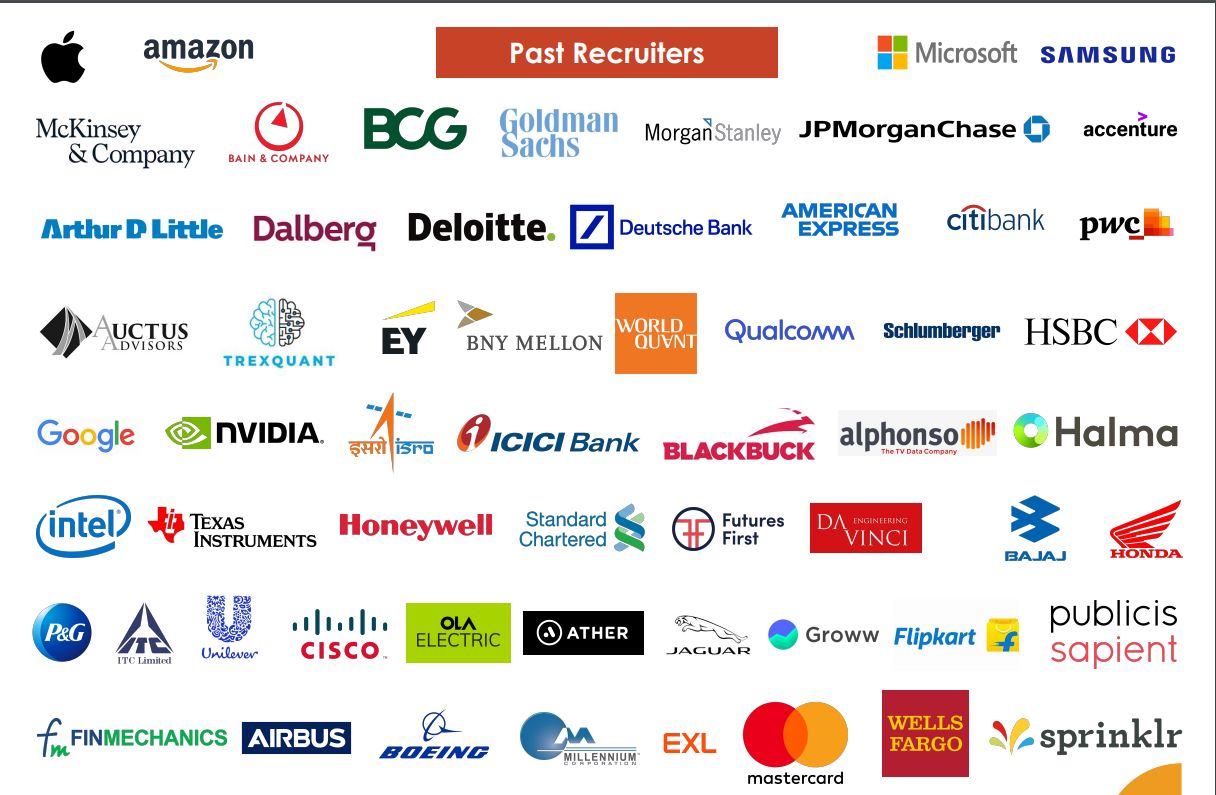 amazon
Past Recruiters
Microsoft
SAMSUNG
McKinsey
& Company
BAIN & COMPANY
BCG
Goldman
Sachs
Morgan Stanley
JPMorganChase
accenture
Arthur D Little
Dalberg
Deloitte.
Deutsche Bank
AMERICAN
EXPRESS
citibank
pwc
AUCTUS
ADVISORS
TREXQUANT
EY
BNY MELLON
WORLD
QUANT
Qualcomm
Schlumberger
HSBC
Google
NVIDIA.
इसरो isro
ICICI Bank
BLACKBUCK
alphonso
The TV Data Company
Halma
intel
TEXAS
INSTRUMENTS
Honeywell
Standard
Chartered
Futures
First
DA ENGINEERING
VINCI
BAJAJ
HONDA
P&G
ITC
ITC Limited
Unilever
CISCO
OLA
ELECTRIC
ATHER
JAGUAR
Groww
Flipkart
publicis
sapient
fm FINMECHANICS
AIRBUS
BOEING
MILLENNIUM
CORPORATION
EXL
mastercard
WELLS
FARGO
sprinklr